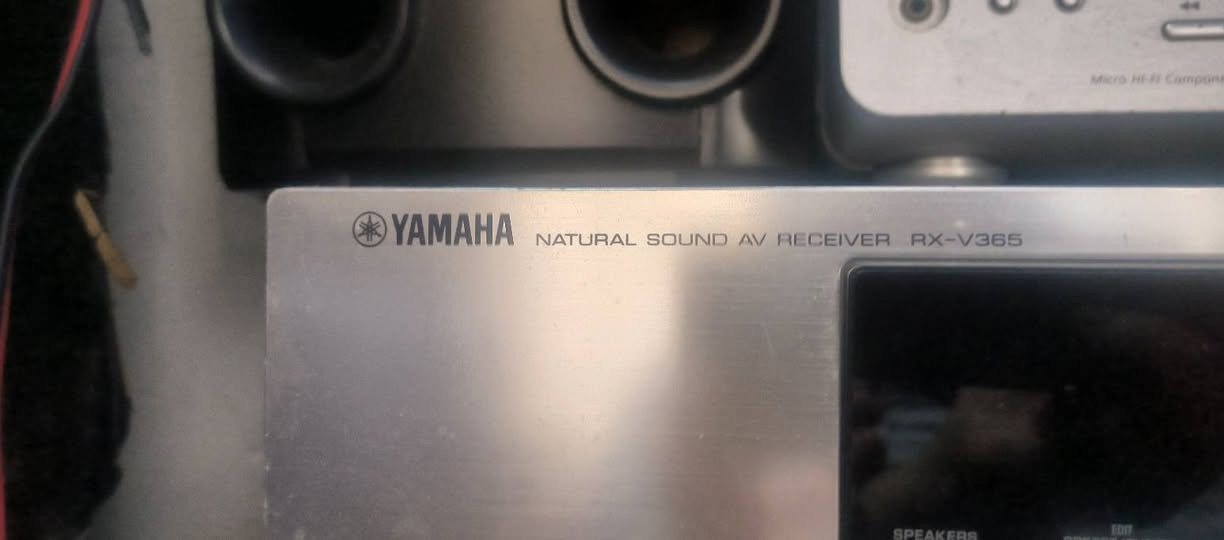 Micro HI-FI Compone
YAMAHA NATURAL SOUND AV RECEIVER RX-V365
SPEAKERS EDIT